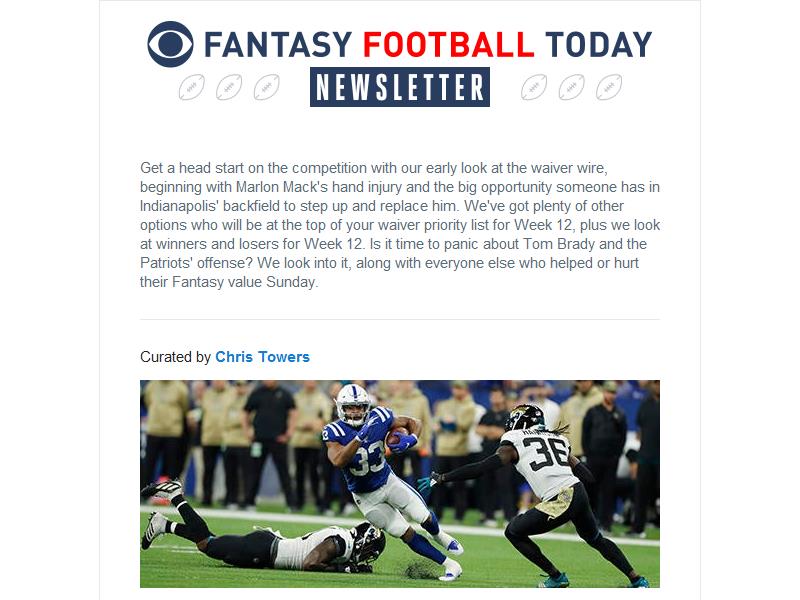 FANTASY FOOTBALL TODAY
NEWSLETTER
Get a head start on the competition with our early look at the waiver wire,
beginning with Marlon Mack's hand injury and the big opportunity someone has in
Indianapolis' backfield to step up and replace him. We've got plenty of other
options who will be at the top of your waiver priority list for Week 12, plus we look
at winners and losers for Week 12. Is it time to panic about Tom Brady and the
Patriots' offense? We look into it, along with everyone else who helped or hurt
their Fantasy value Sunday.
Curated by Chris Towers
33
36